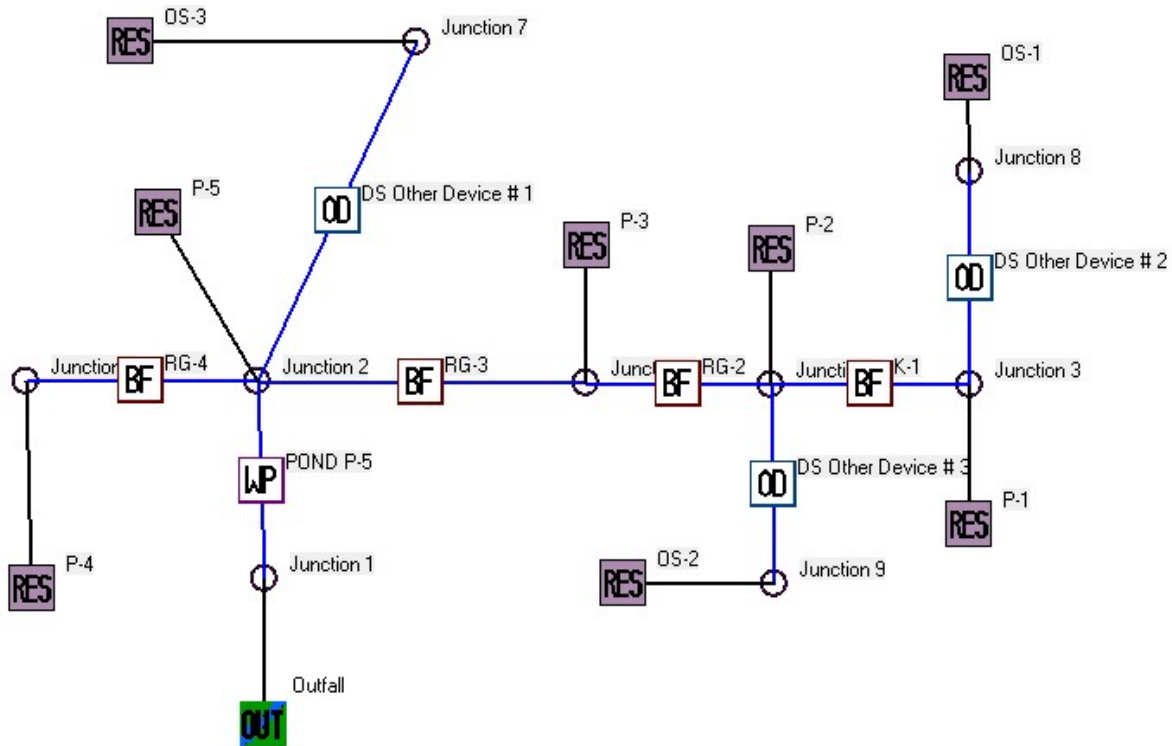 OS-3
Junction 7
RES
OS-1
RES
Junction 8
P-5
DS Other Device # 1
RES
OD
P-3
P-2
RES
RES
DS Other Device # 2
OD
Junction
RG-4
BF
Junction 2
RG-3
BF
Junc
RG-2
BF
Juncti
K-1
BF
Junction 3
POND P-5
WP
DS Other Device # 3
OD
P-1
RES
P-4
RES
Junction 1
OS-2
RES
Junction 9
Outfall
OUT